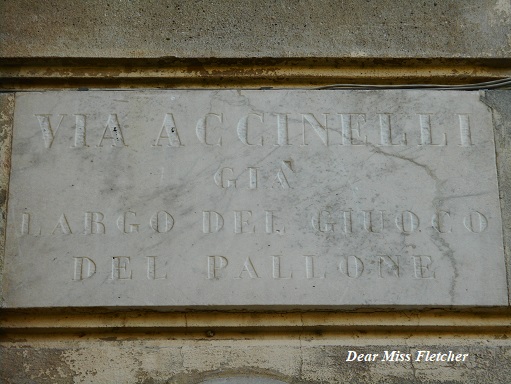 VIA ACCINELLI
GIÀ
LARGO DEL GIUOCO
DEL PALLONE
Dear Miss Fletcher